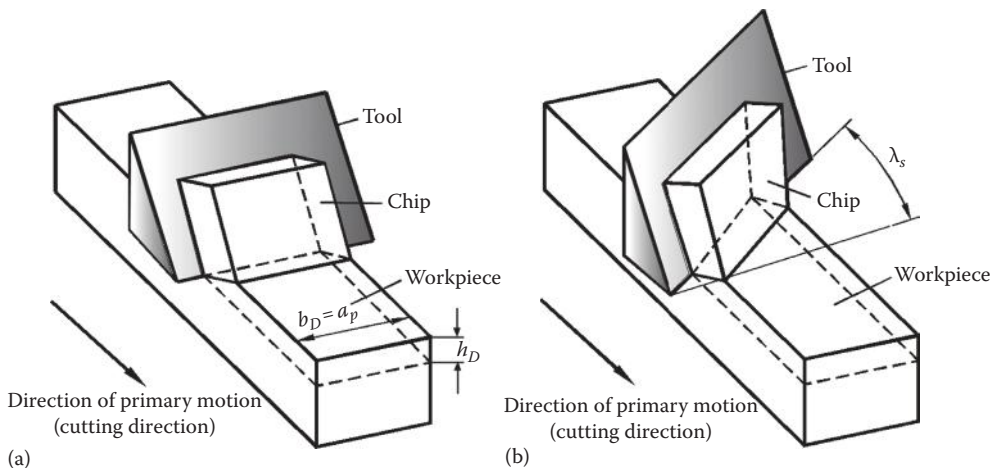 Tool
Chip
Workpiece
b_D = a_p
h_D
Direction of primary motion
(cutting direction)
(a)
Tool
λ_s
Chip
Workpiece
Direction of primary motion
(cutting direction)
(b)